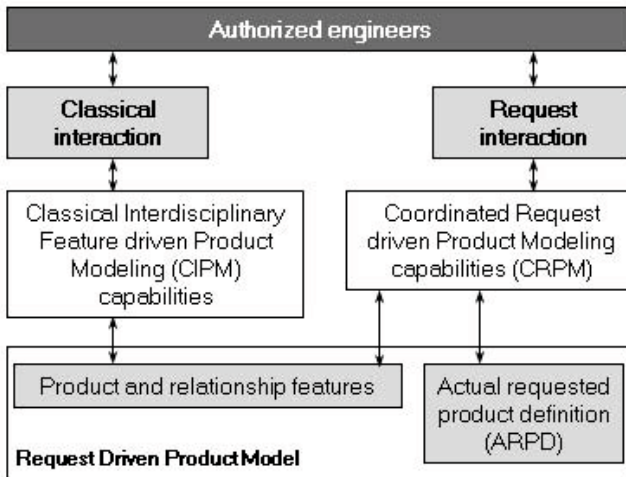 Authorized engineers
Classical
interaction
Request
interaction
Classical Interdisciplinary
Feature driven Product
Modeling (CIPM)
capabilities
Coordinated Request
driven Product Modeling
capabilities (CRPM)
Product and relationship features
Actual requested
product definition
(ARPD)
Request Driven Product Model